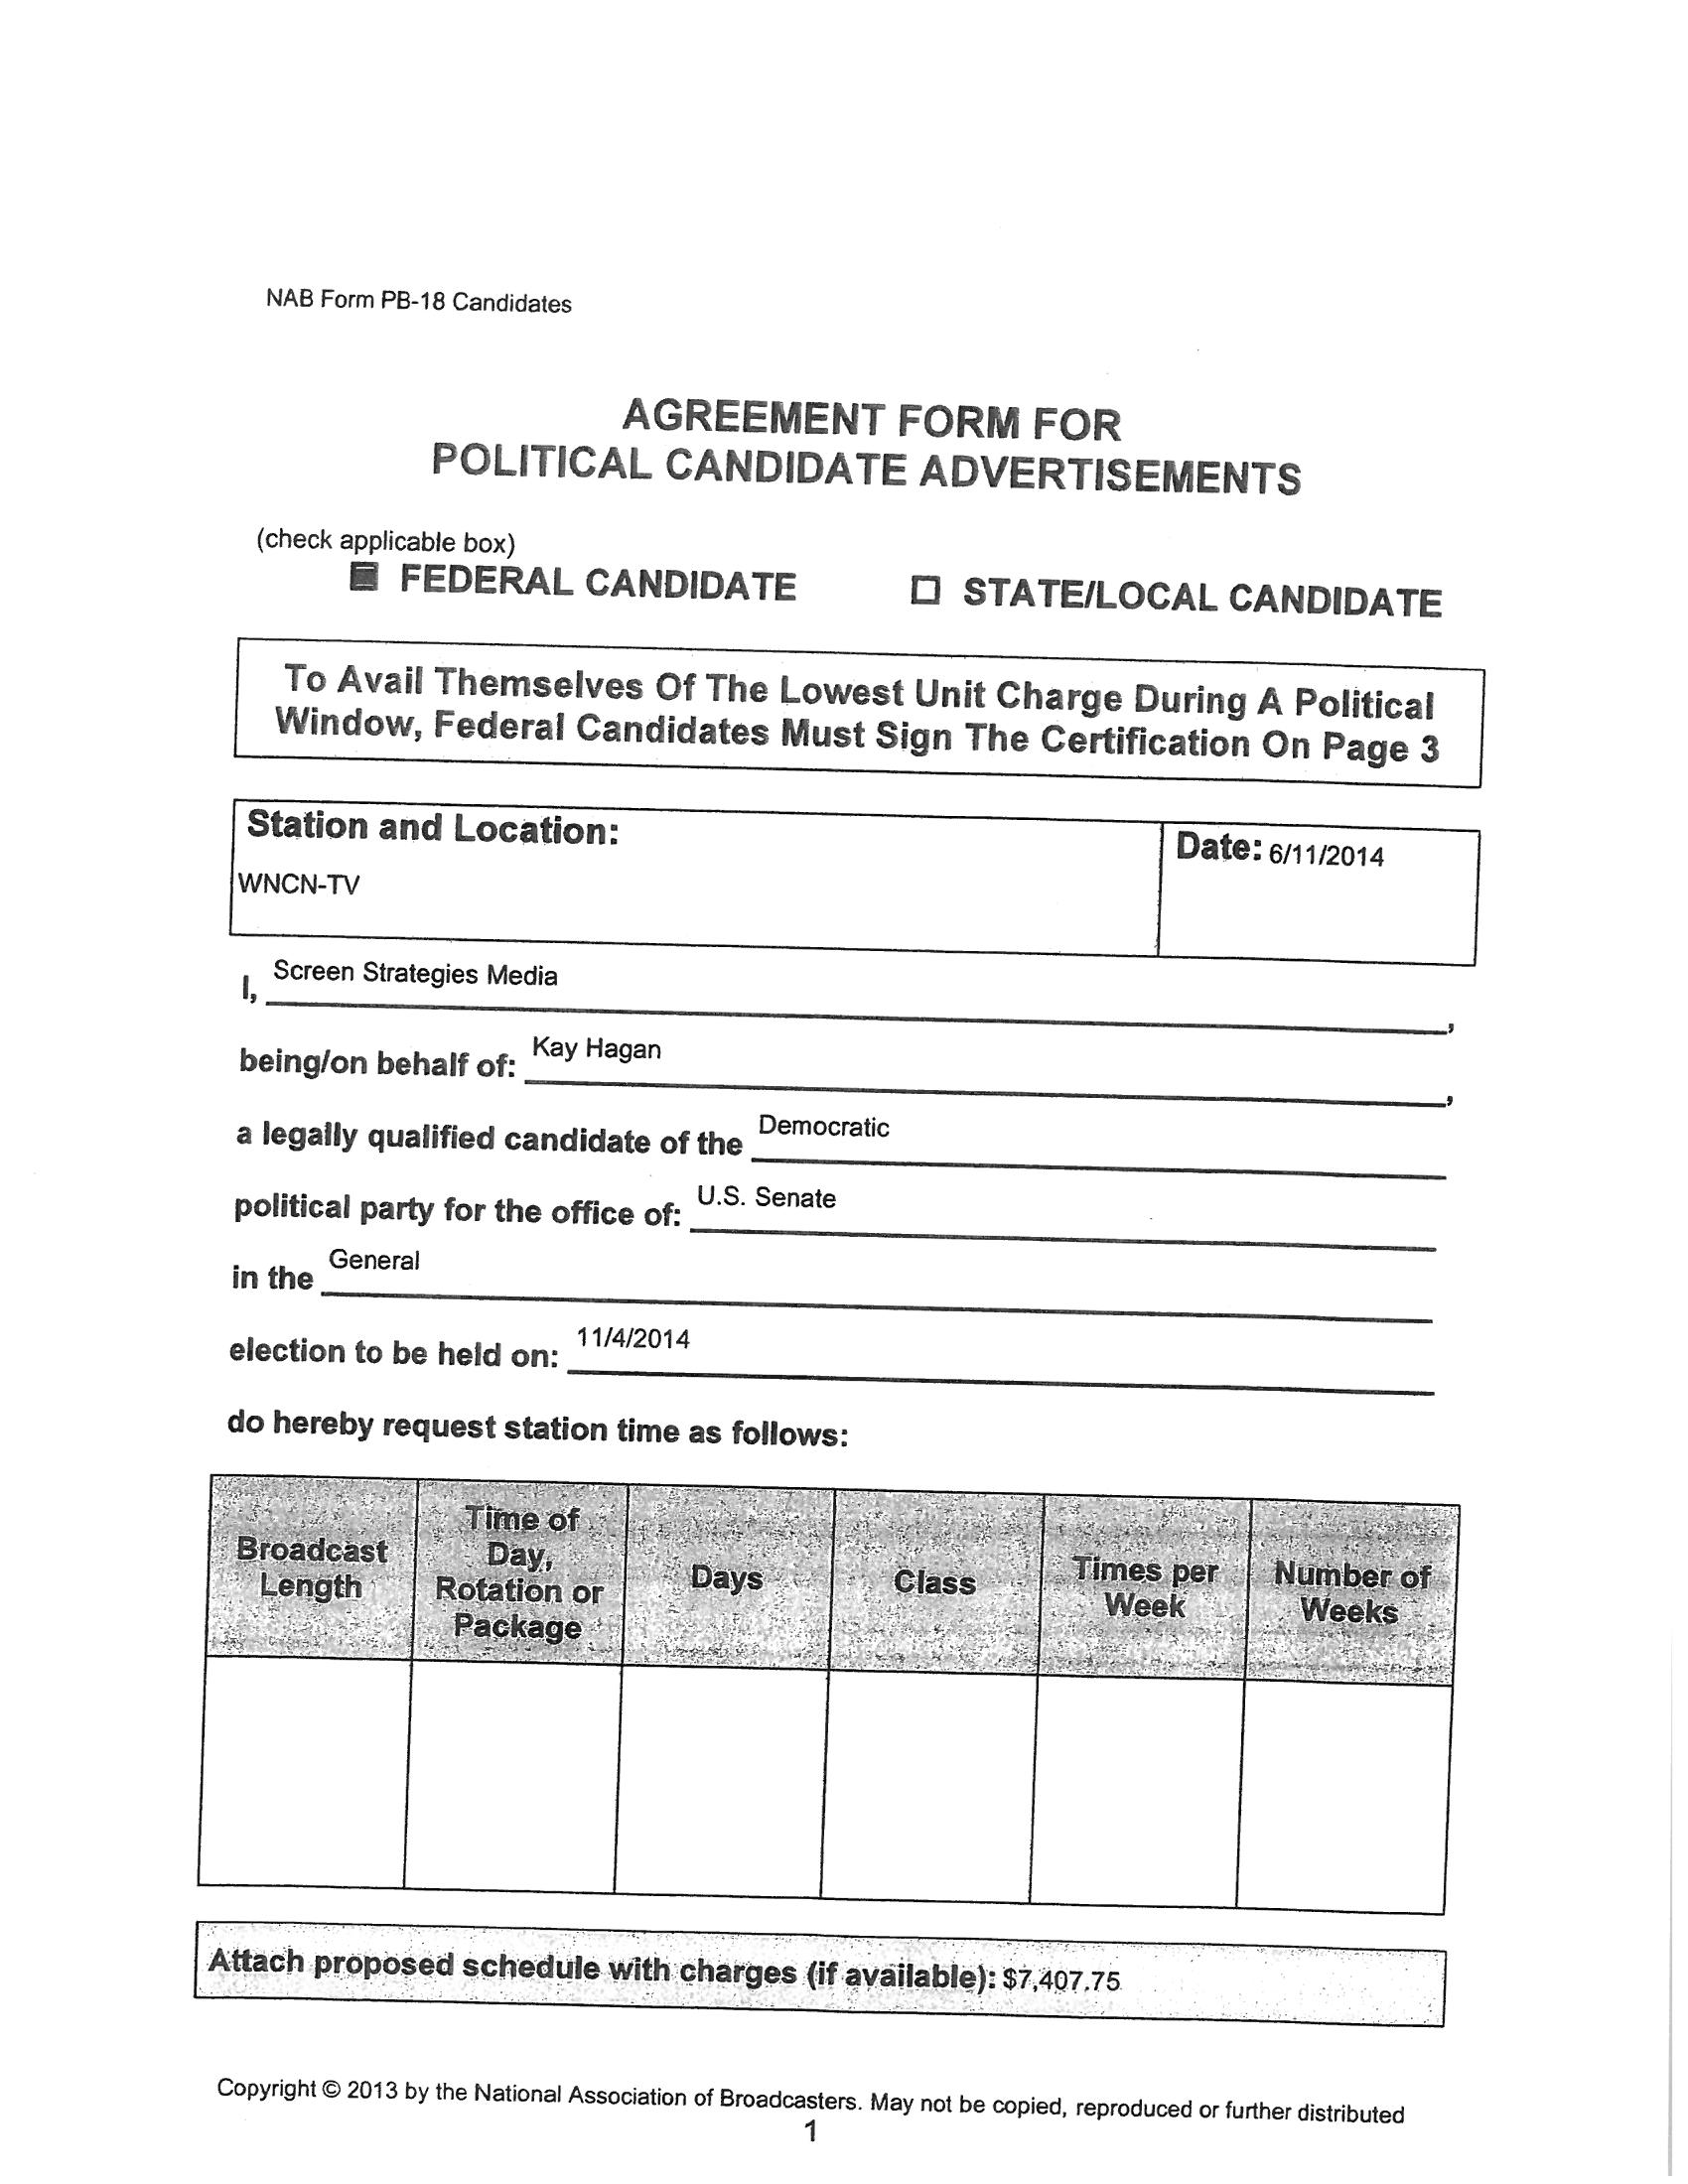 NAB Form PB-18 Candidates
AGREEMENT FORM FOR
POLITICAL CANDIDATE ADVERTISEMENTS
(check applicable box)
FEDERAL CANDIDATE STATE/LOCAL CANDIDATE
To Avail Themselves Of The Lowest Unit Charge During A Political
Window, Federal Candidates Must Sign The Certification On Page 3
Station and Location:
WNCN-TV
Date: 6/11/2014
I, Screen Strategies Media ,
being/on behalf of: Kay Hagan ,
a legally qualified candidate of the Democratic
political party for the office of: U.S. Senate
in the General
election to be held on: 11/4/2014
do hereby request station time as follows:
Broadcast
Length
Time of
Day,
Rotation or
Package
Days
Class
Times per
Week
Number of
Weeks
Attach proposed schedule with charges (if available): $7,407.75
Copyright © 2013 by the National Association of Broadcasters. May not be copied, reproduced or further distributed
1